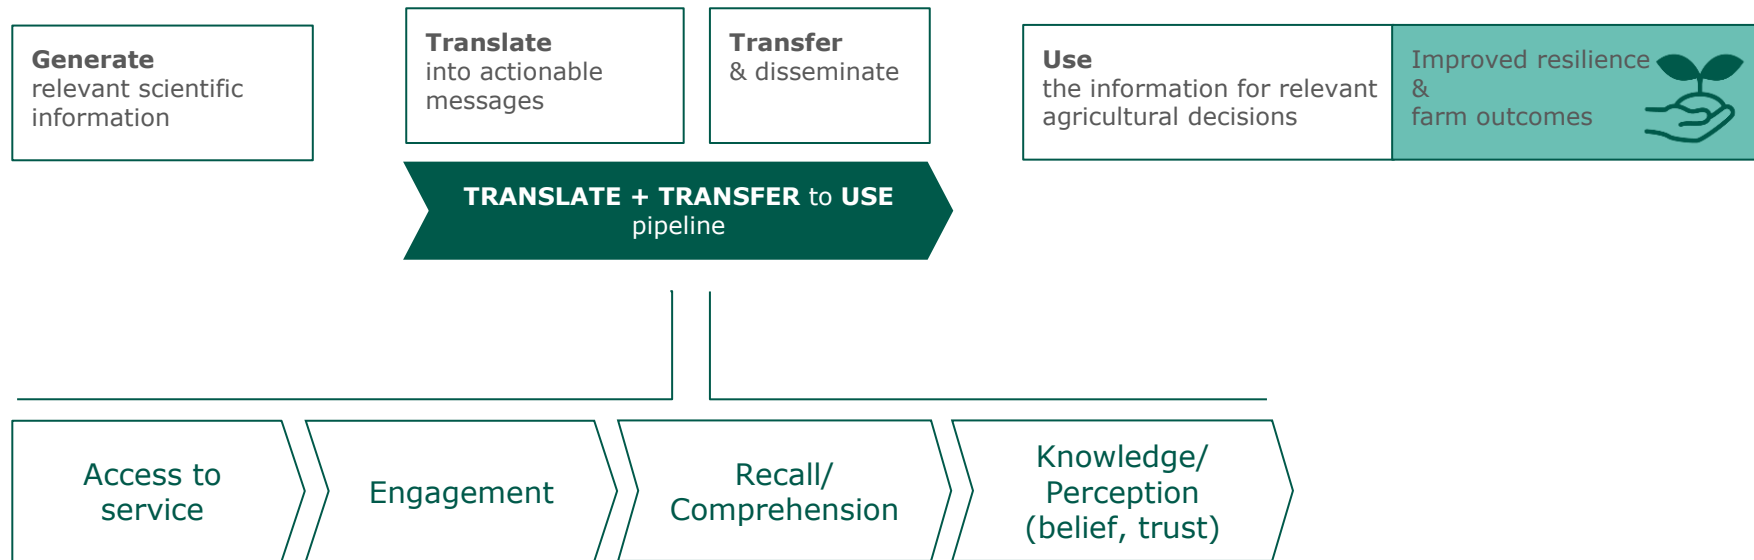 Generate
relevant scientific
information
Translate
into actionable
messages
Transfer
& disseminate
Use
the information for relevant
agricultural decisions
Improved resilience
&
farm outcomes
TRANSLATE + TRANSFER to USE
pipeline
Access to
service
Engagement
Recall/
Comprehension
Knowledge/
Perception
(belief, trust)